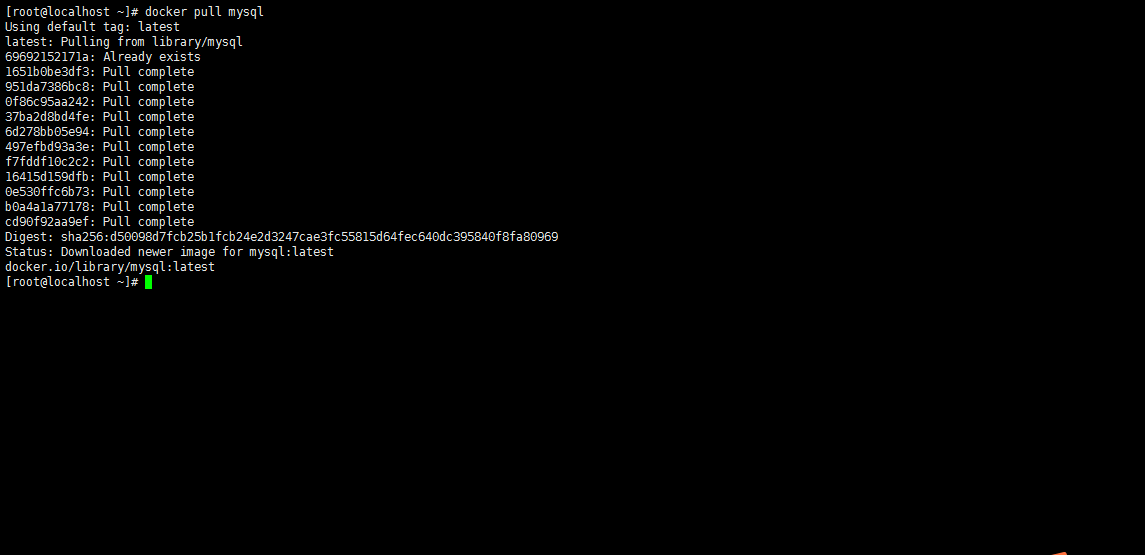 [root@localhost ~]# docker pull mysql
Using default tag: latest
latest: Pulling from library/mysql
69692152171a: Already exists
1651b0be3df3: Pull complete
951da7386bc8: Pull complete
0f86c95aa242: Pull complete
37ba2d8bd4fe: Pull complete
6d278bb05e94: Pull complete
497efbd93a3e: Pull complete
f7fddf10c2c2: Pull complete
16415d159dfb: Pull complete
0e530ffc6b73: Pull complete
b0a4a1a77178: Pull complete
cd90f92aa9ef: Pull complete
Digest: sha256:d50098d7fcb25b1fcb24e2d3247cae3fc55815d64fec640dc395840f8fa80969
Status: Downloaded newer image for mysql:latest
docker.io/library/mysql:latest
[root@localhost ~]#